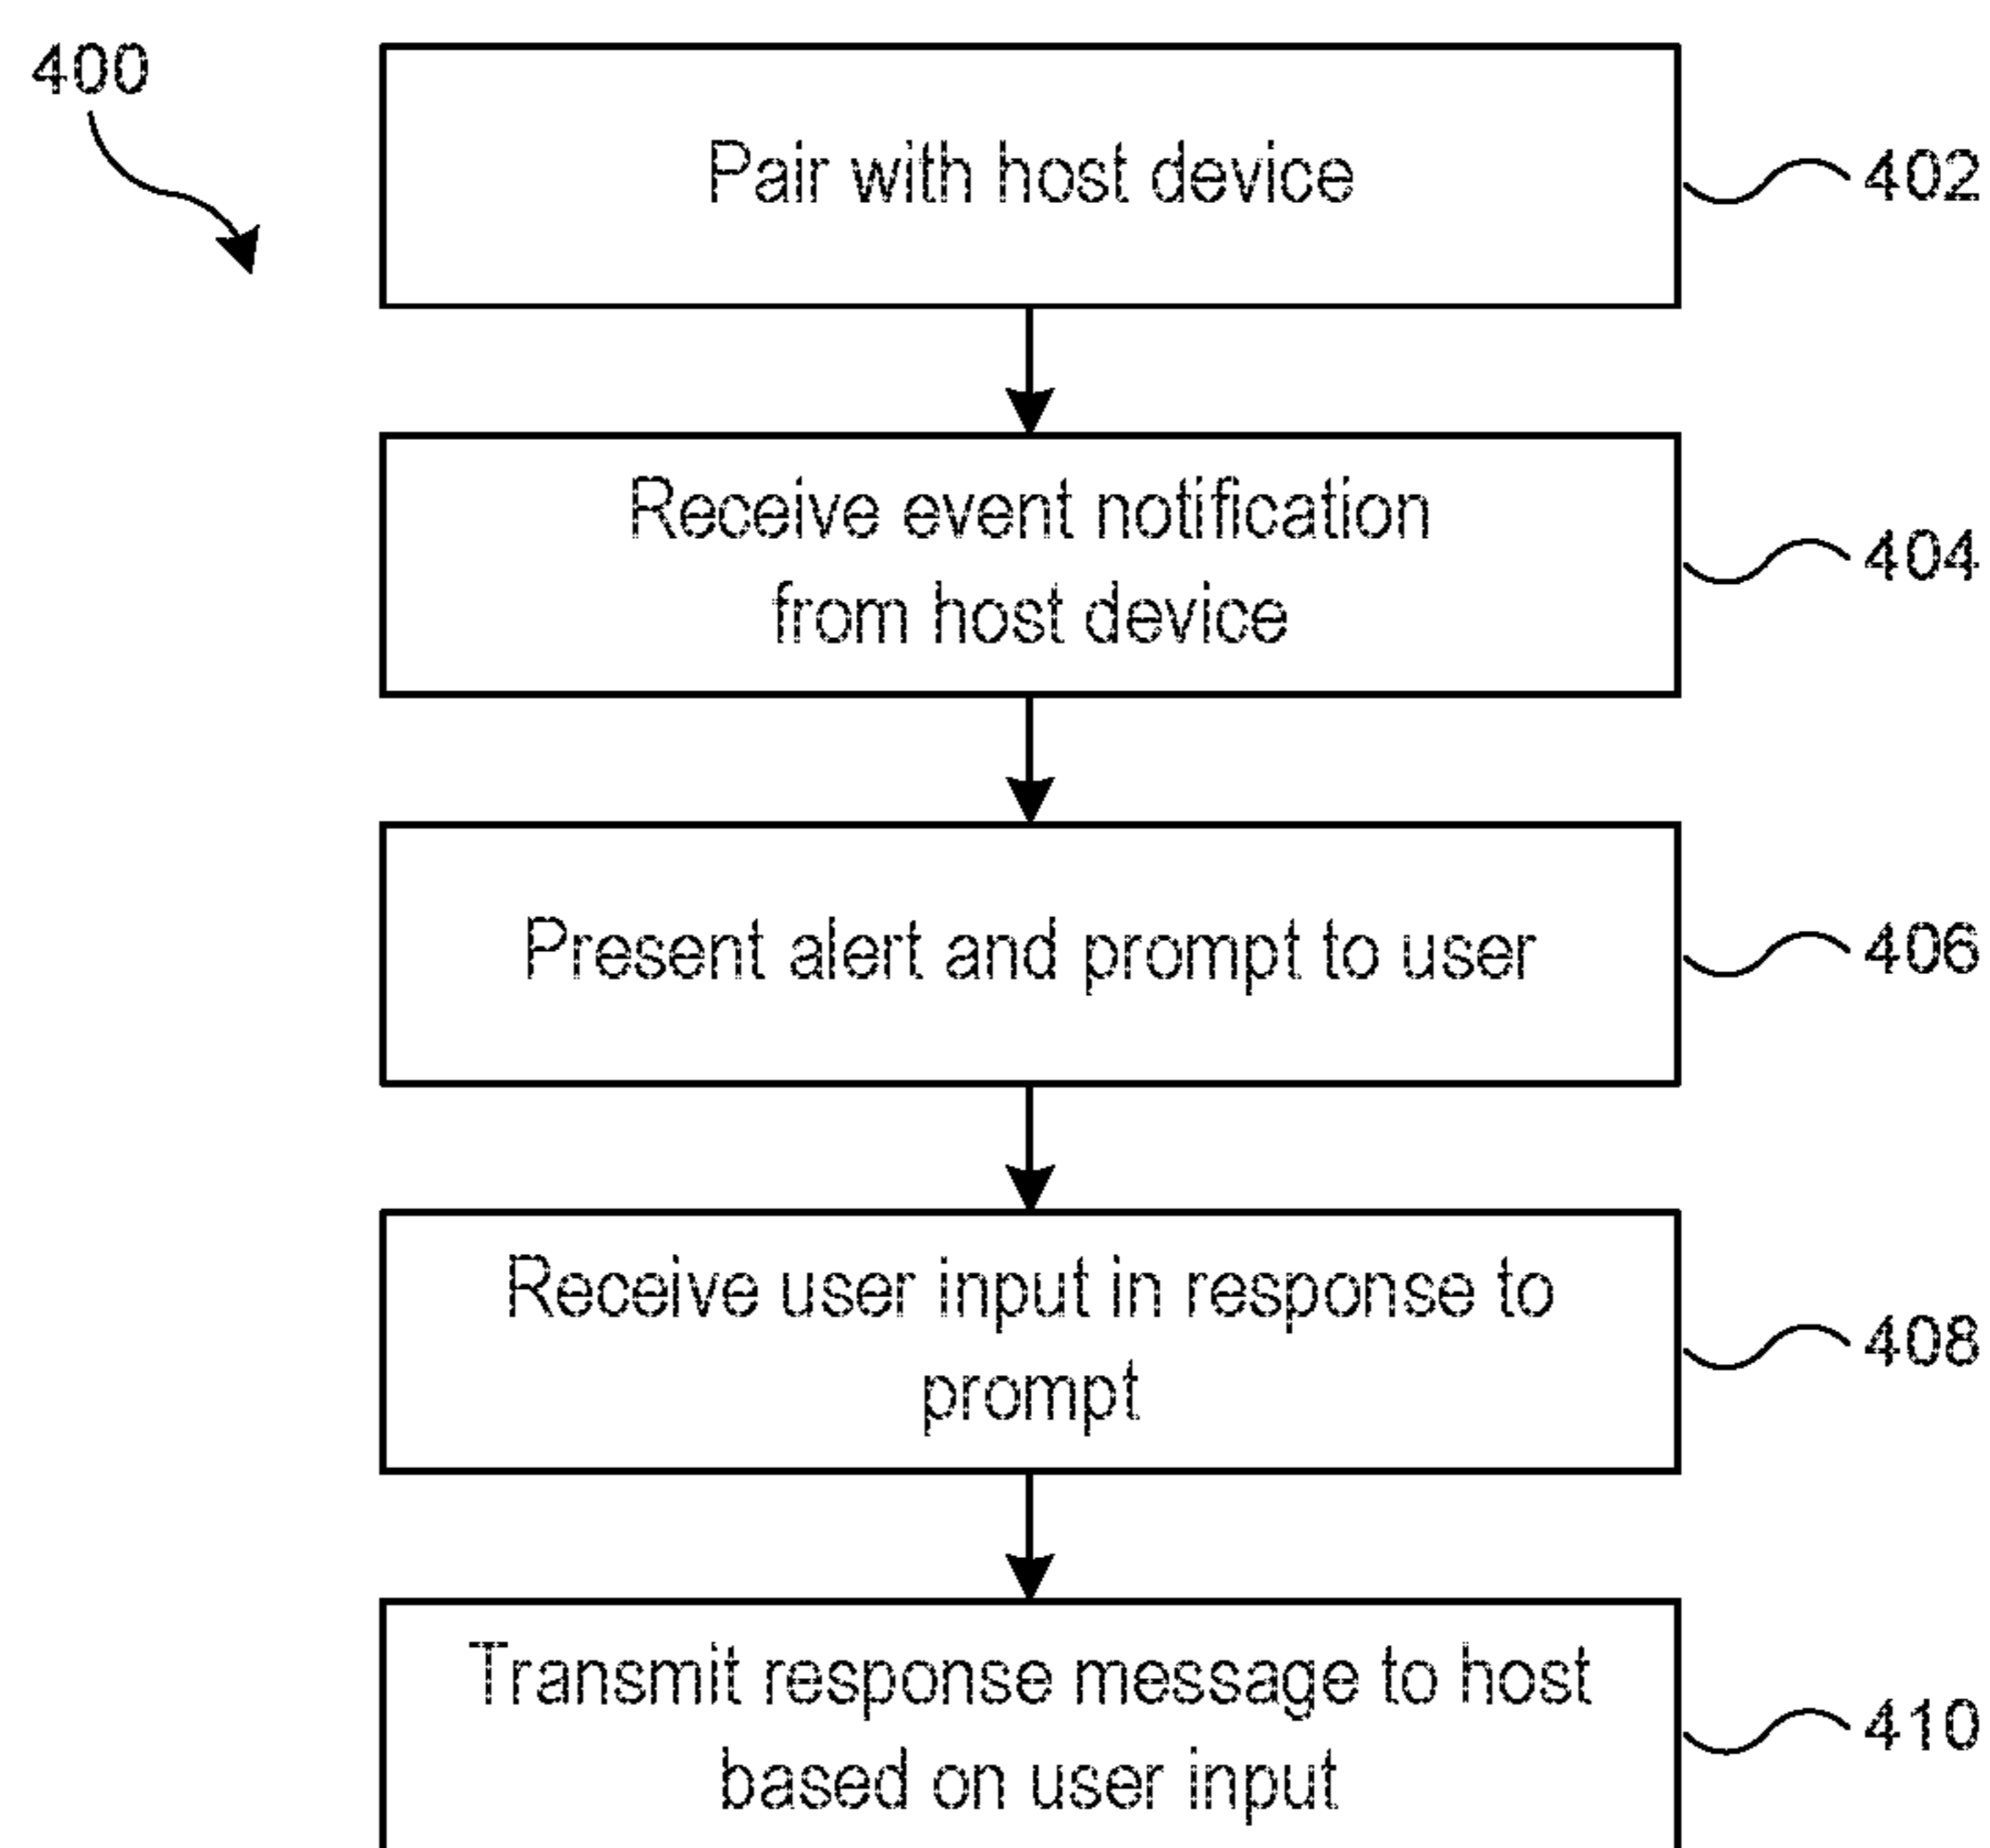 400
Pair with host device
402
Receive event notification
from host device
404
Present alert and prompt to user
406
Receive user input in response to
prompt
408
Transmit response message to host
based on user input
410